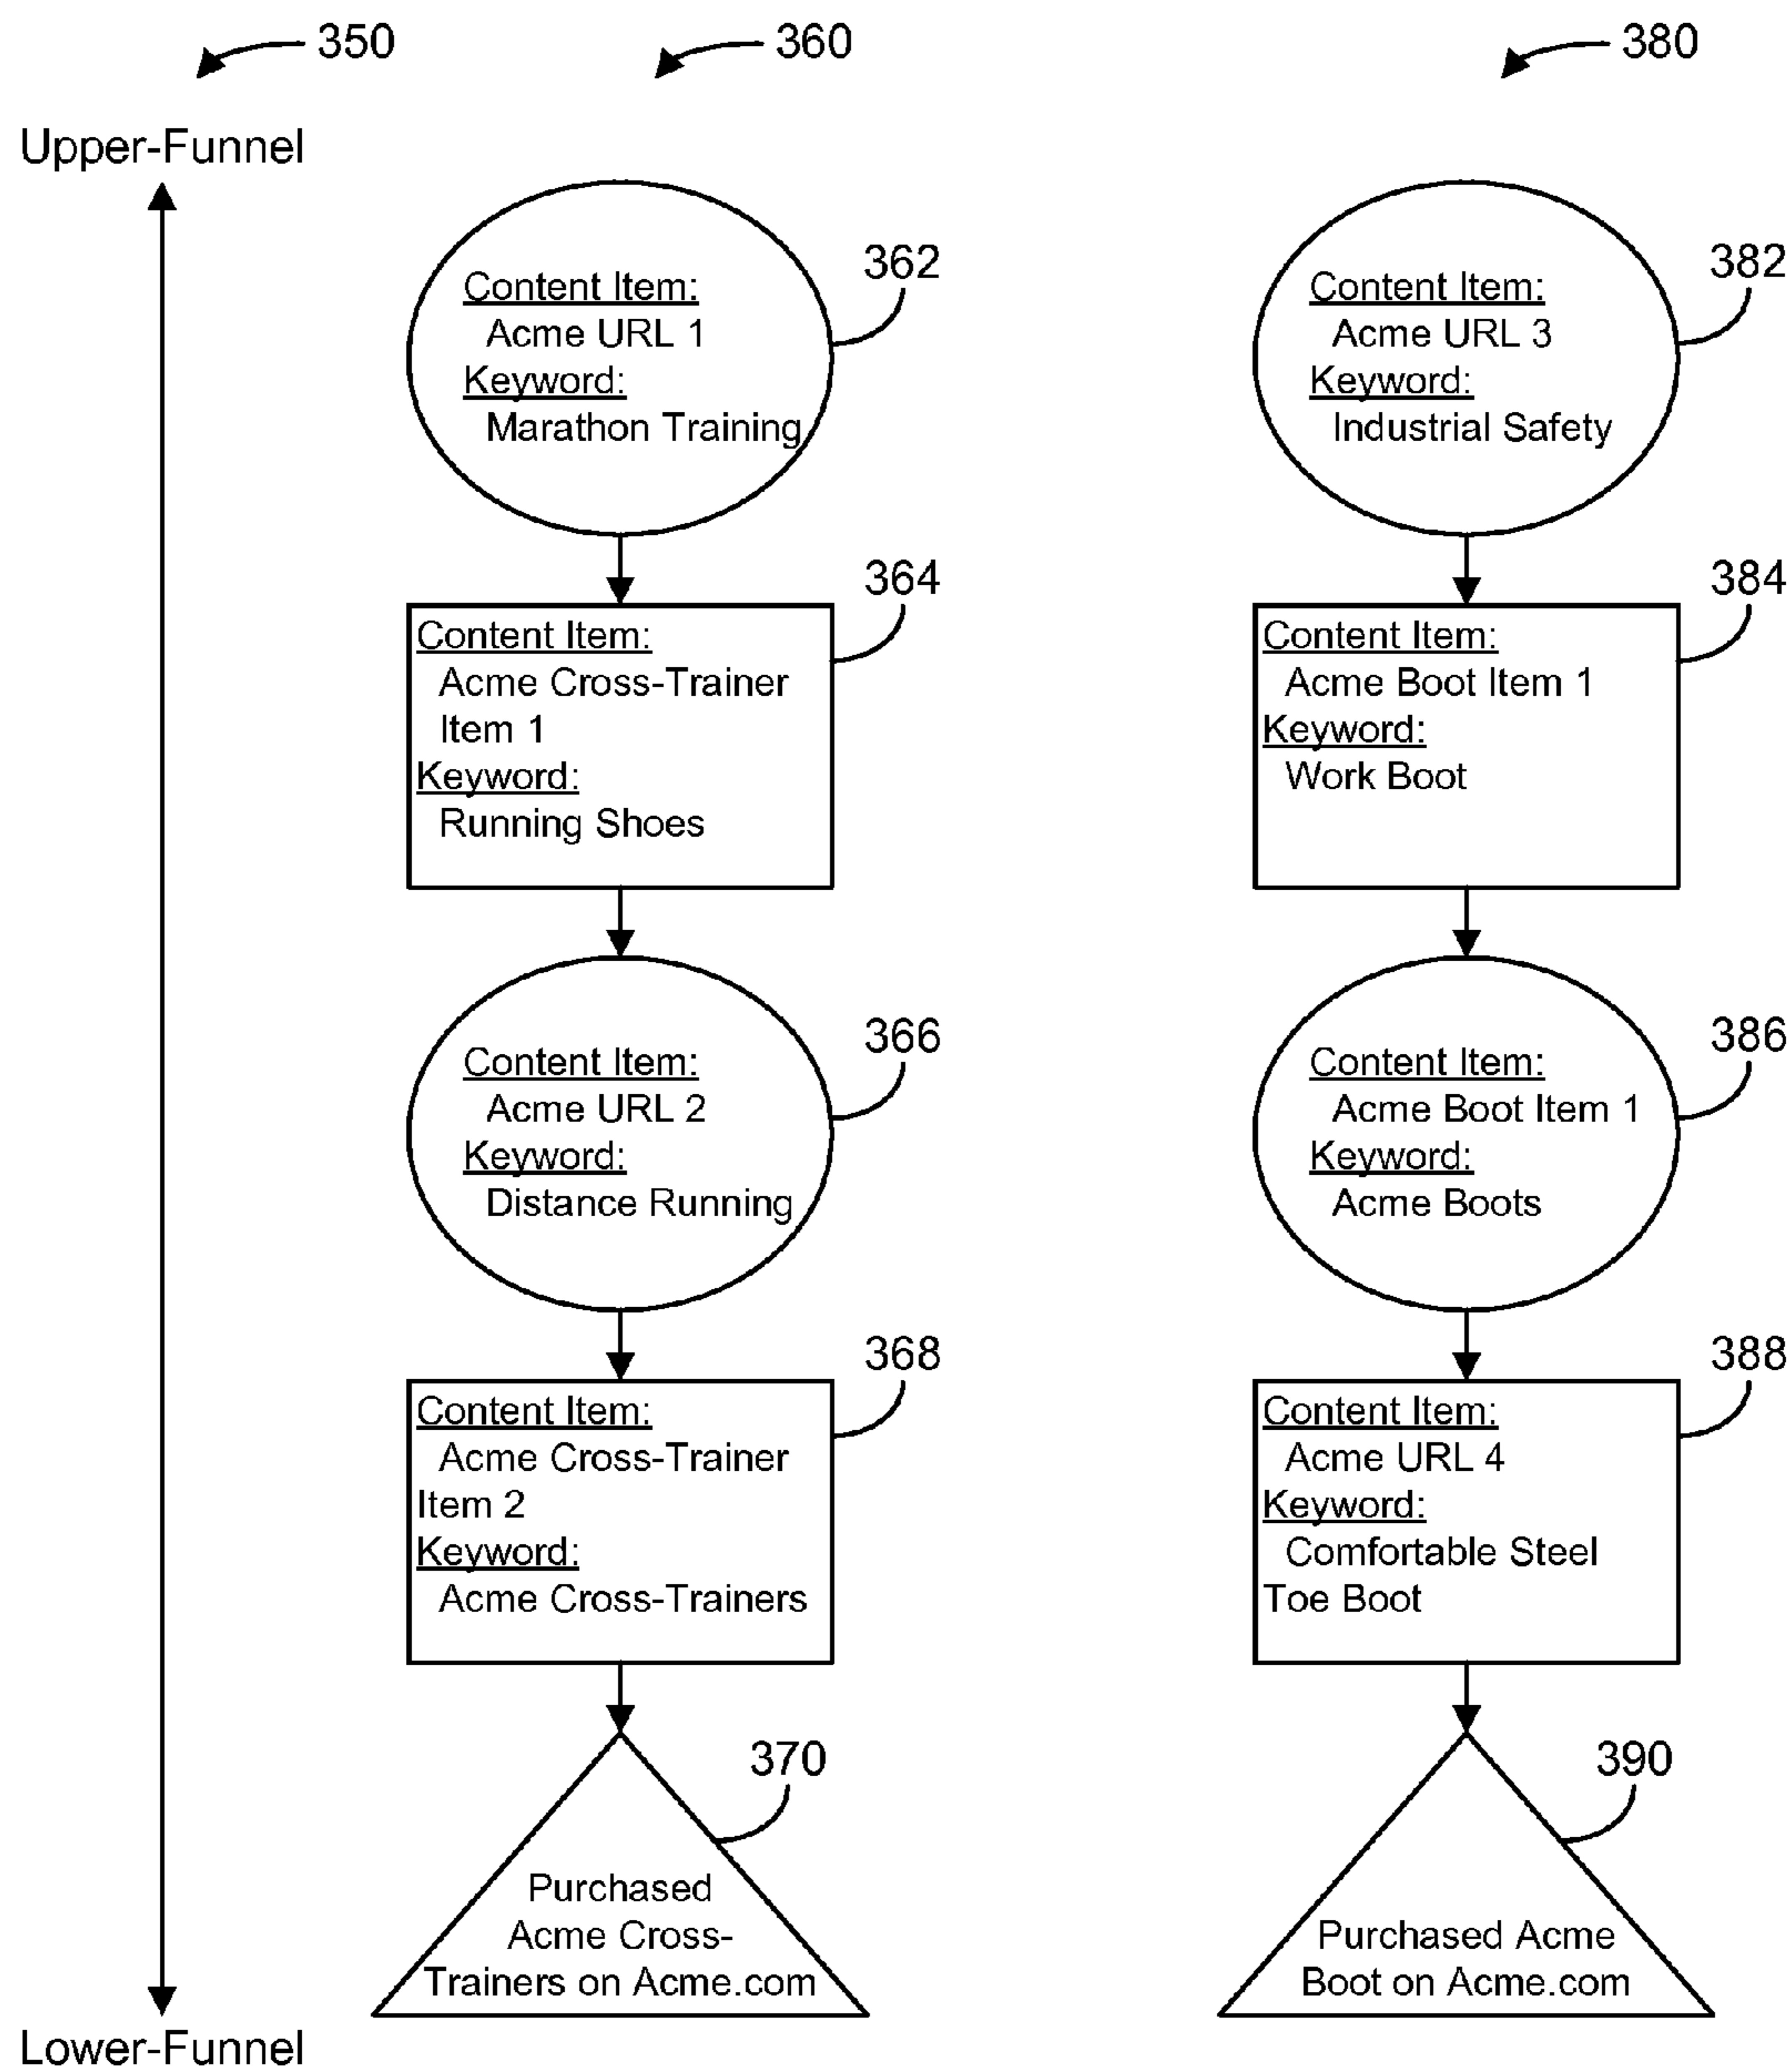 350
360
380
Upper-Funnel
Content Item:
Acme URL 1
Keyword:
Marathon Training
362
Content Item:
Acme Cross-Trainer
Item 1
Keyword:
Running Shoes
364
Content Item:
Acme URL 2
Keyword:
Distance Running
366
Content Item:
Acme Cross-Trainer
Item 2
Keyword:
Acme Cross-Trainers
368
Purchased
Acme Cross-
Trainers on Acme.com
370
Content Item:
Acme URL 3
Keyword:
Industrial Safety
382
Content Item:
Acme Boot Item 1
Keyword:
Work Boot
384
Content Item:
Acme Boot Item 1
Keyword:
Acme Boots
386
Content Item:
Acme URL 4
Keyword:
Comfortable Steel
Toe Boot
388
Purchased Acme
Boot on Acme.com
390
Lower-Funnel